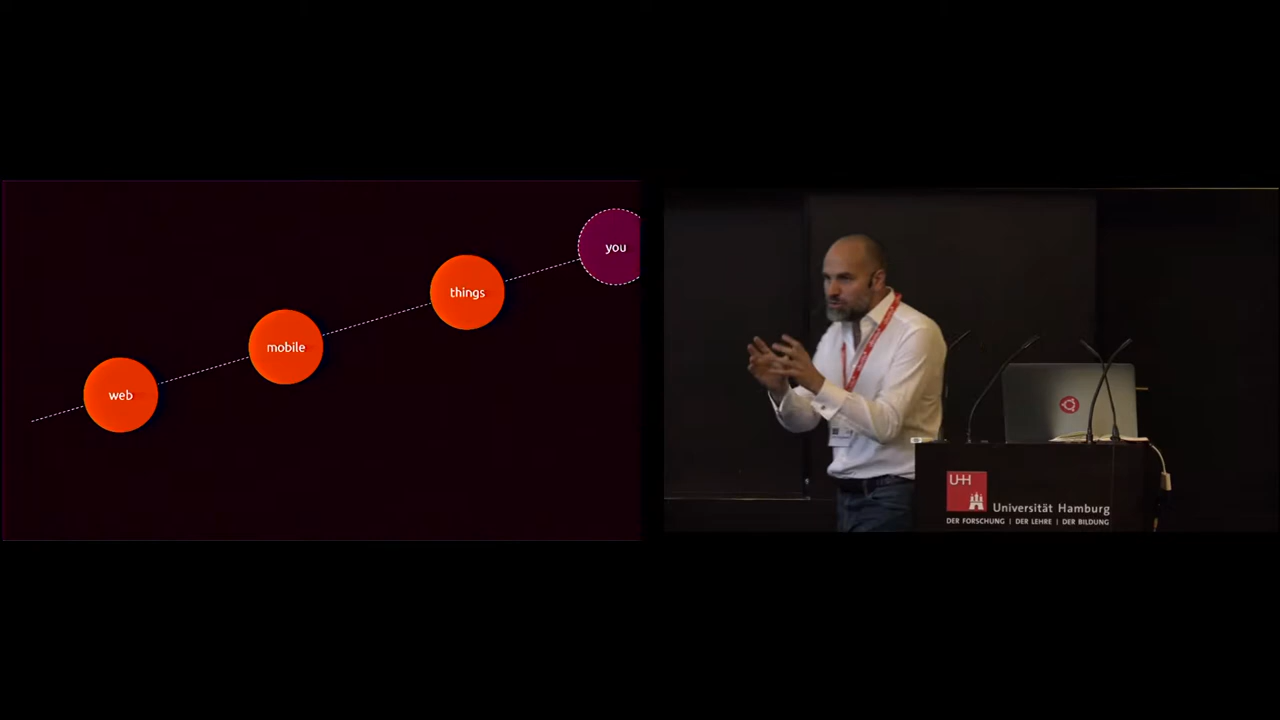 web
mobile
things
you
UHH
Universität Hamburg
DER FORSCHUNG | DER LEHRE | DER BILDUNG